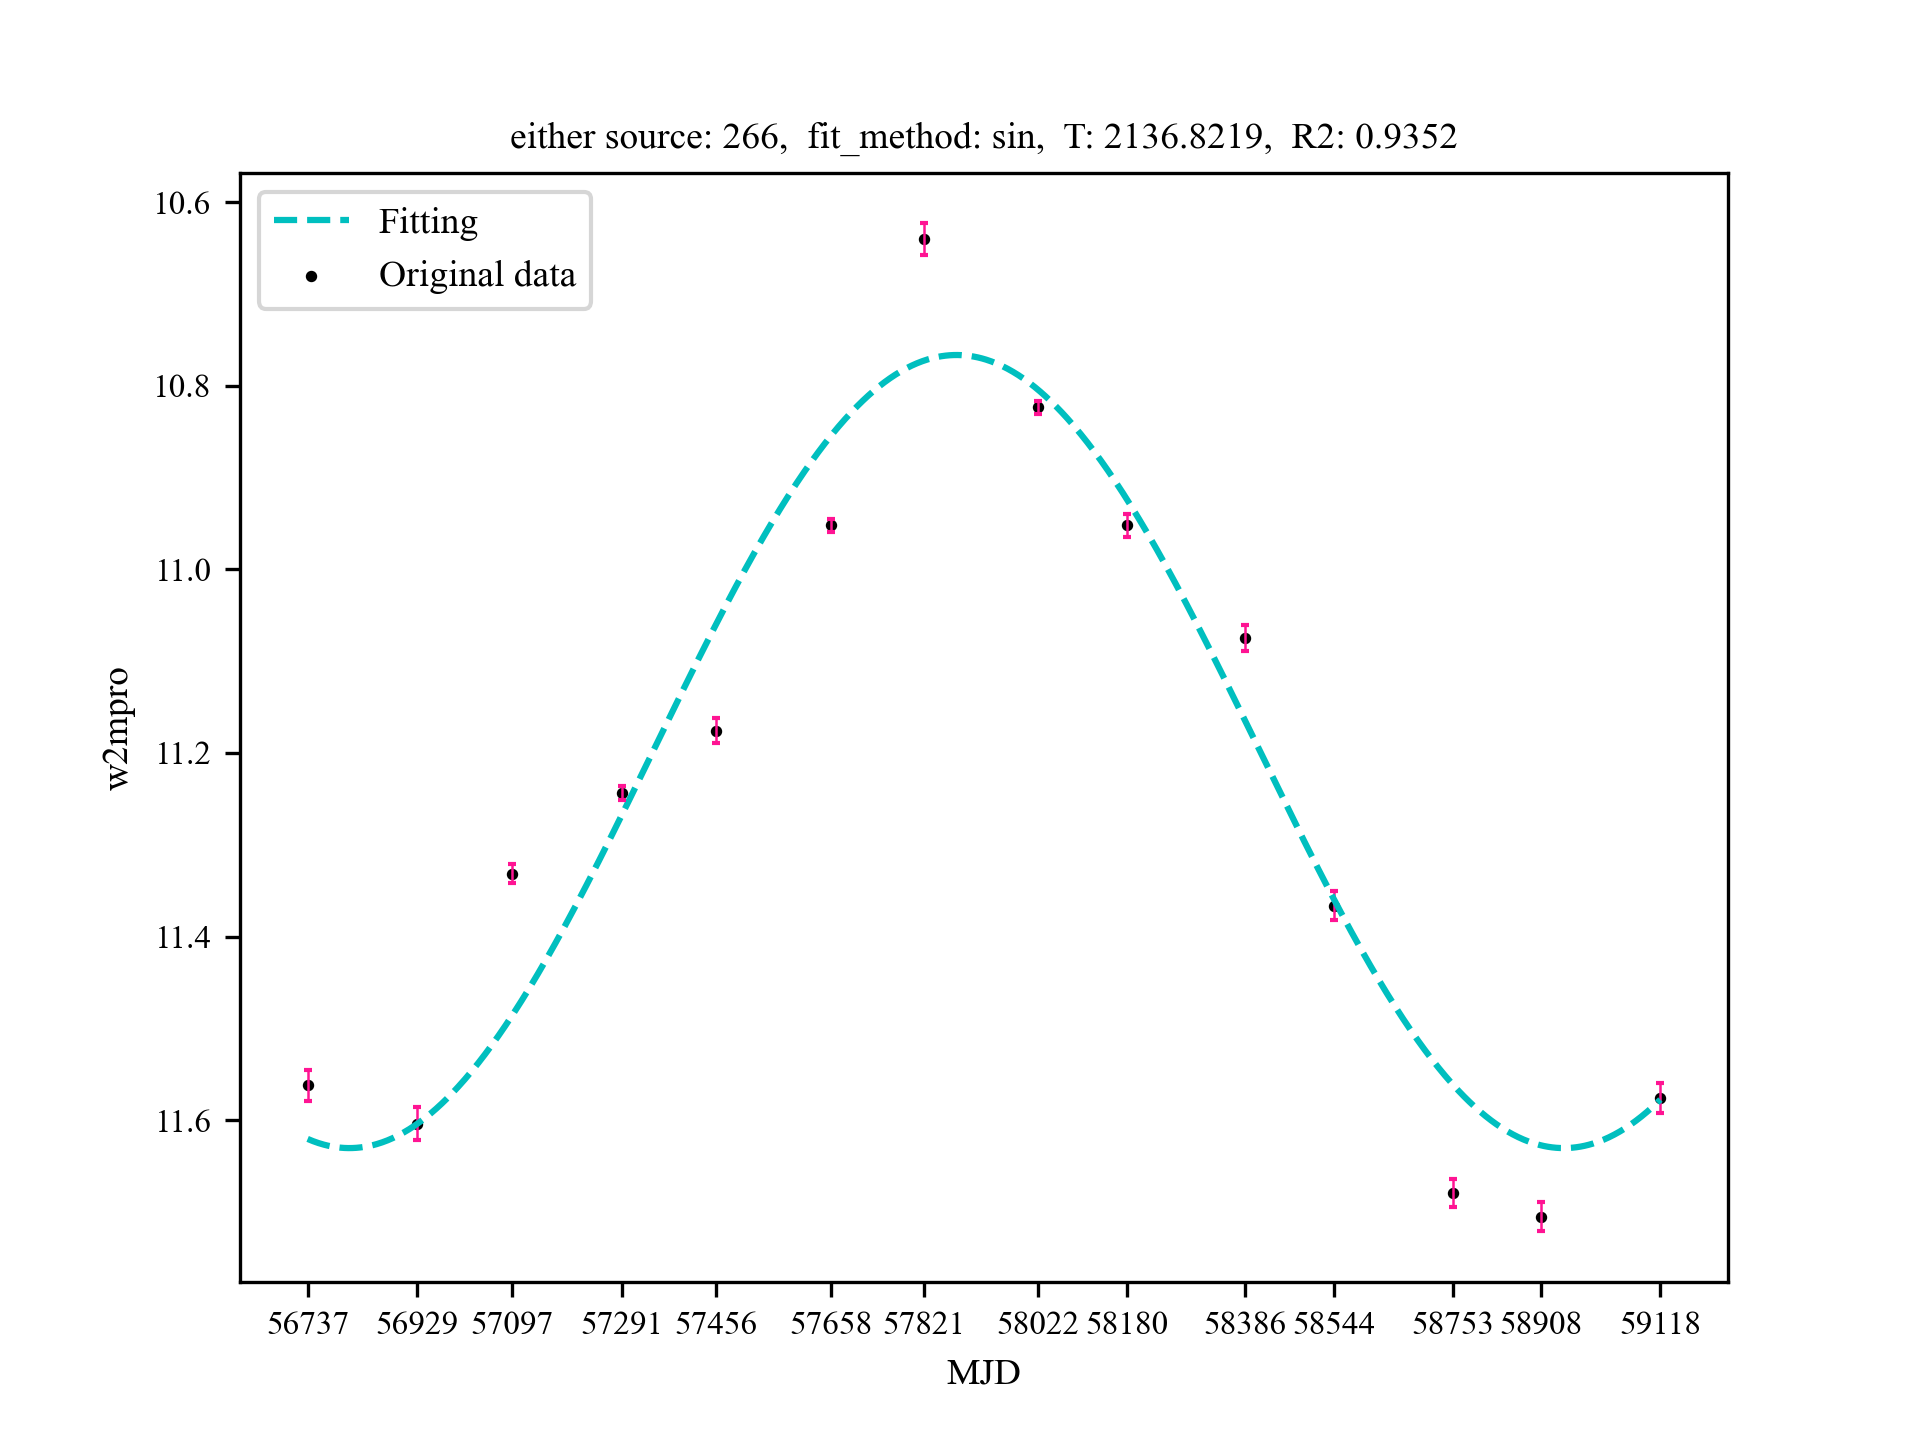 either source: 266,  fit_method: sin,  T: 2136.8219,  R2: 0.9352
Fitting
Original data
10.6
10.8
11.0
11.2
11.4
11.6
w2mpro
56737 56929 57097 57291 57456 57658 57821 58022 58180 58386 58544 58753 58908 59118
MJD